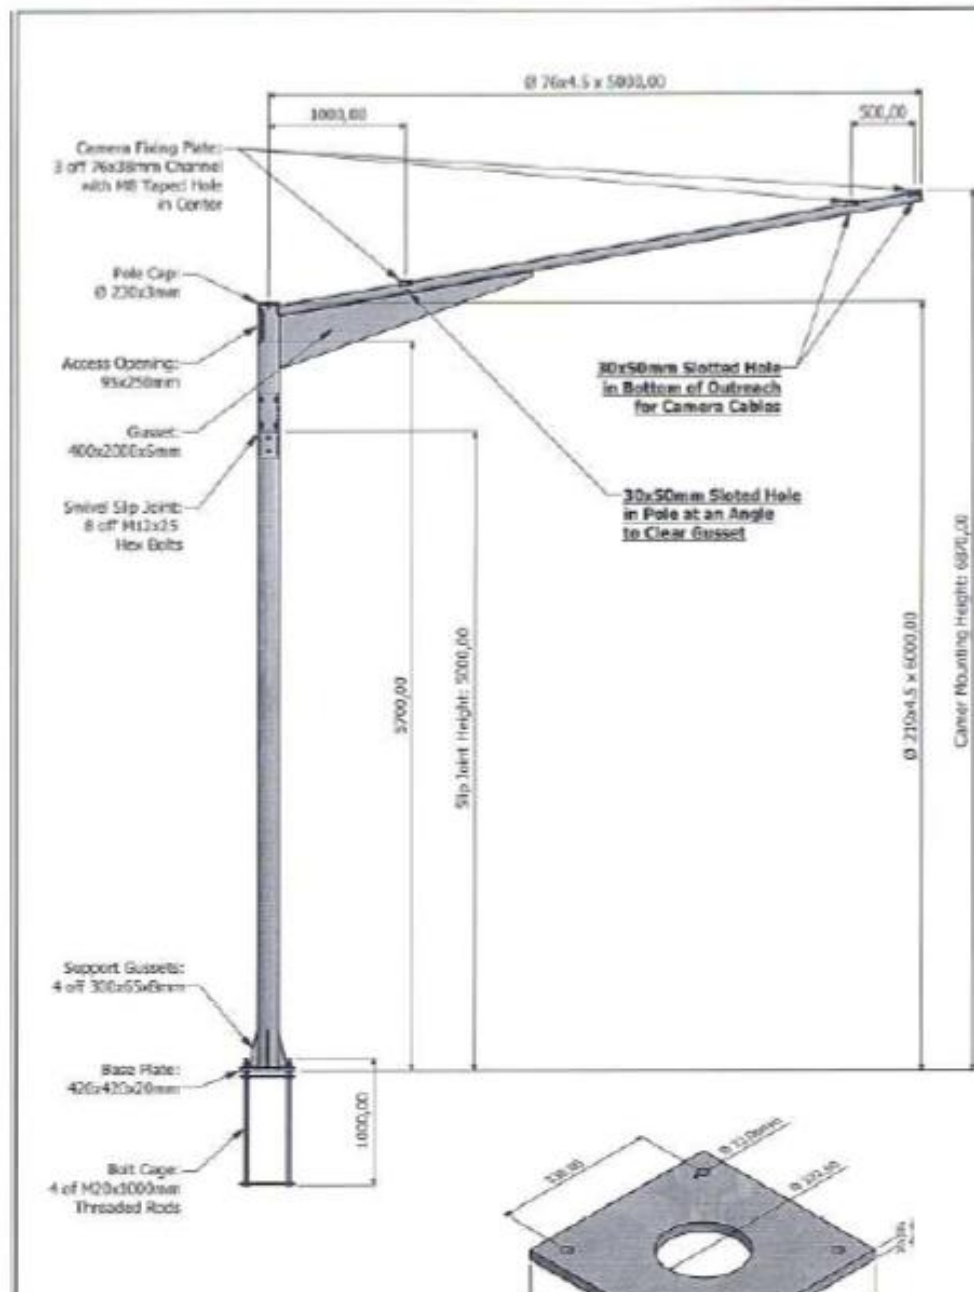 Ø 76x4.5 x 5000,00
1000,00
500,00
Camera Fixing Plate:
3 off 76x38mm Channel
with M8 Taped Hole
in Center
Pole Cap:
Ø 220x3mm
Access Opening:
95x250mm
Gusset:
400x2000x5mm
Swivel Slip Joint:
8 off M12x25
Hex Bolts
30x50mm Slotted Hole
in Bottom of Outreach
for Camera Cables
30x50mm Sloted Hole
in Pole at an Angle
to Clear Gusset
5700,00
Slip Joint Height: 5000,00
Ø 219x4.5 x 6000,00
Camer Mounting Height: 6870,00
Support Gussets:
4 off 300x65x8mm
Base Plate:
420x420x20mm
Bolt Cage:
4 of M20x1000mm
Threaded Rods
1000,00